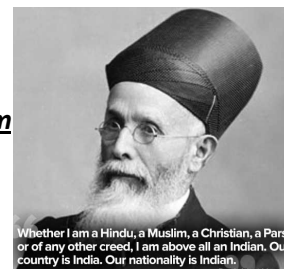 m
Whether I am a Hindu, a Muslim, a Christian, a Pars
or of any other creed, I am above all an Indian. Ou
country is India. Our nationality is Indian.